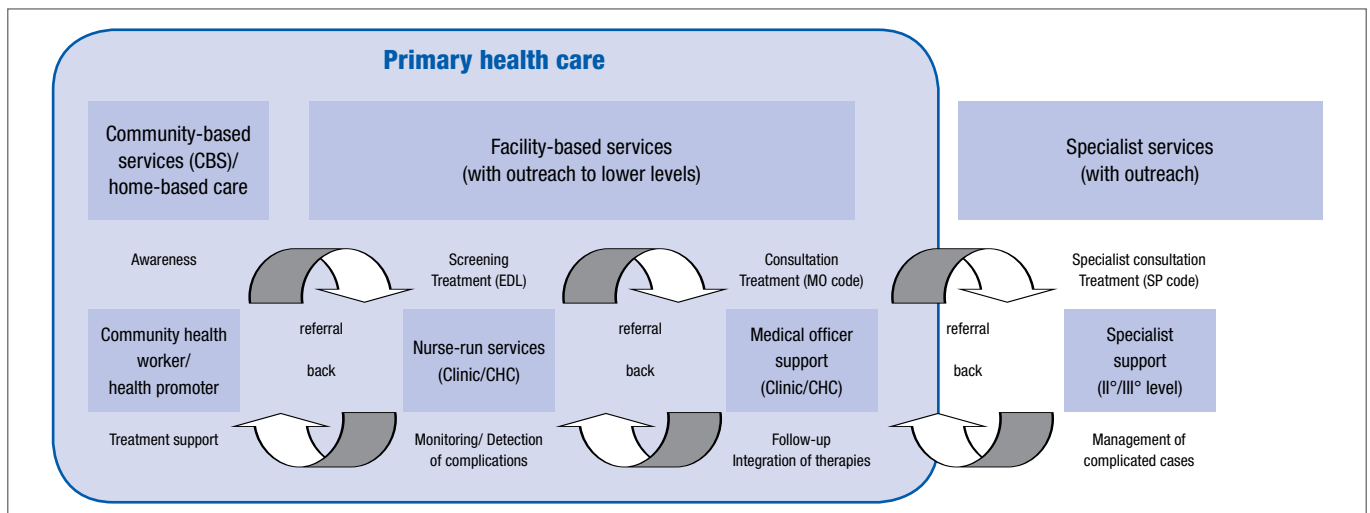 Primary health care
Community-based
services (CBS)/
home-based care
Facility-based services
(with outreach to lower levels)
Specialist services
(with outreach)
Awareness
Screening
Treatment (EDL)
Consultation
Treatment (MO code)
Specialist consultation
Treatment (SP code)
Community health
worker/
health promoter
referral
back
Nurse-run services
(Clinic/CHC)
referral
back
Medical officer
support
(Clinic/CHC)
referral
back
Specialist
support
(II°/III° level)
Treatment support
Monitoring/ Detection
of complications
Follow-up
Integration of therapies
Management of
complicated cases